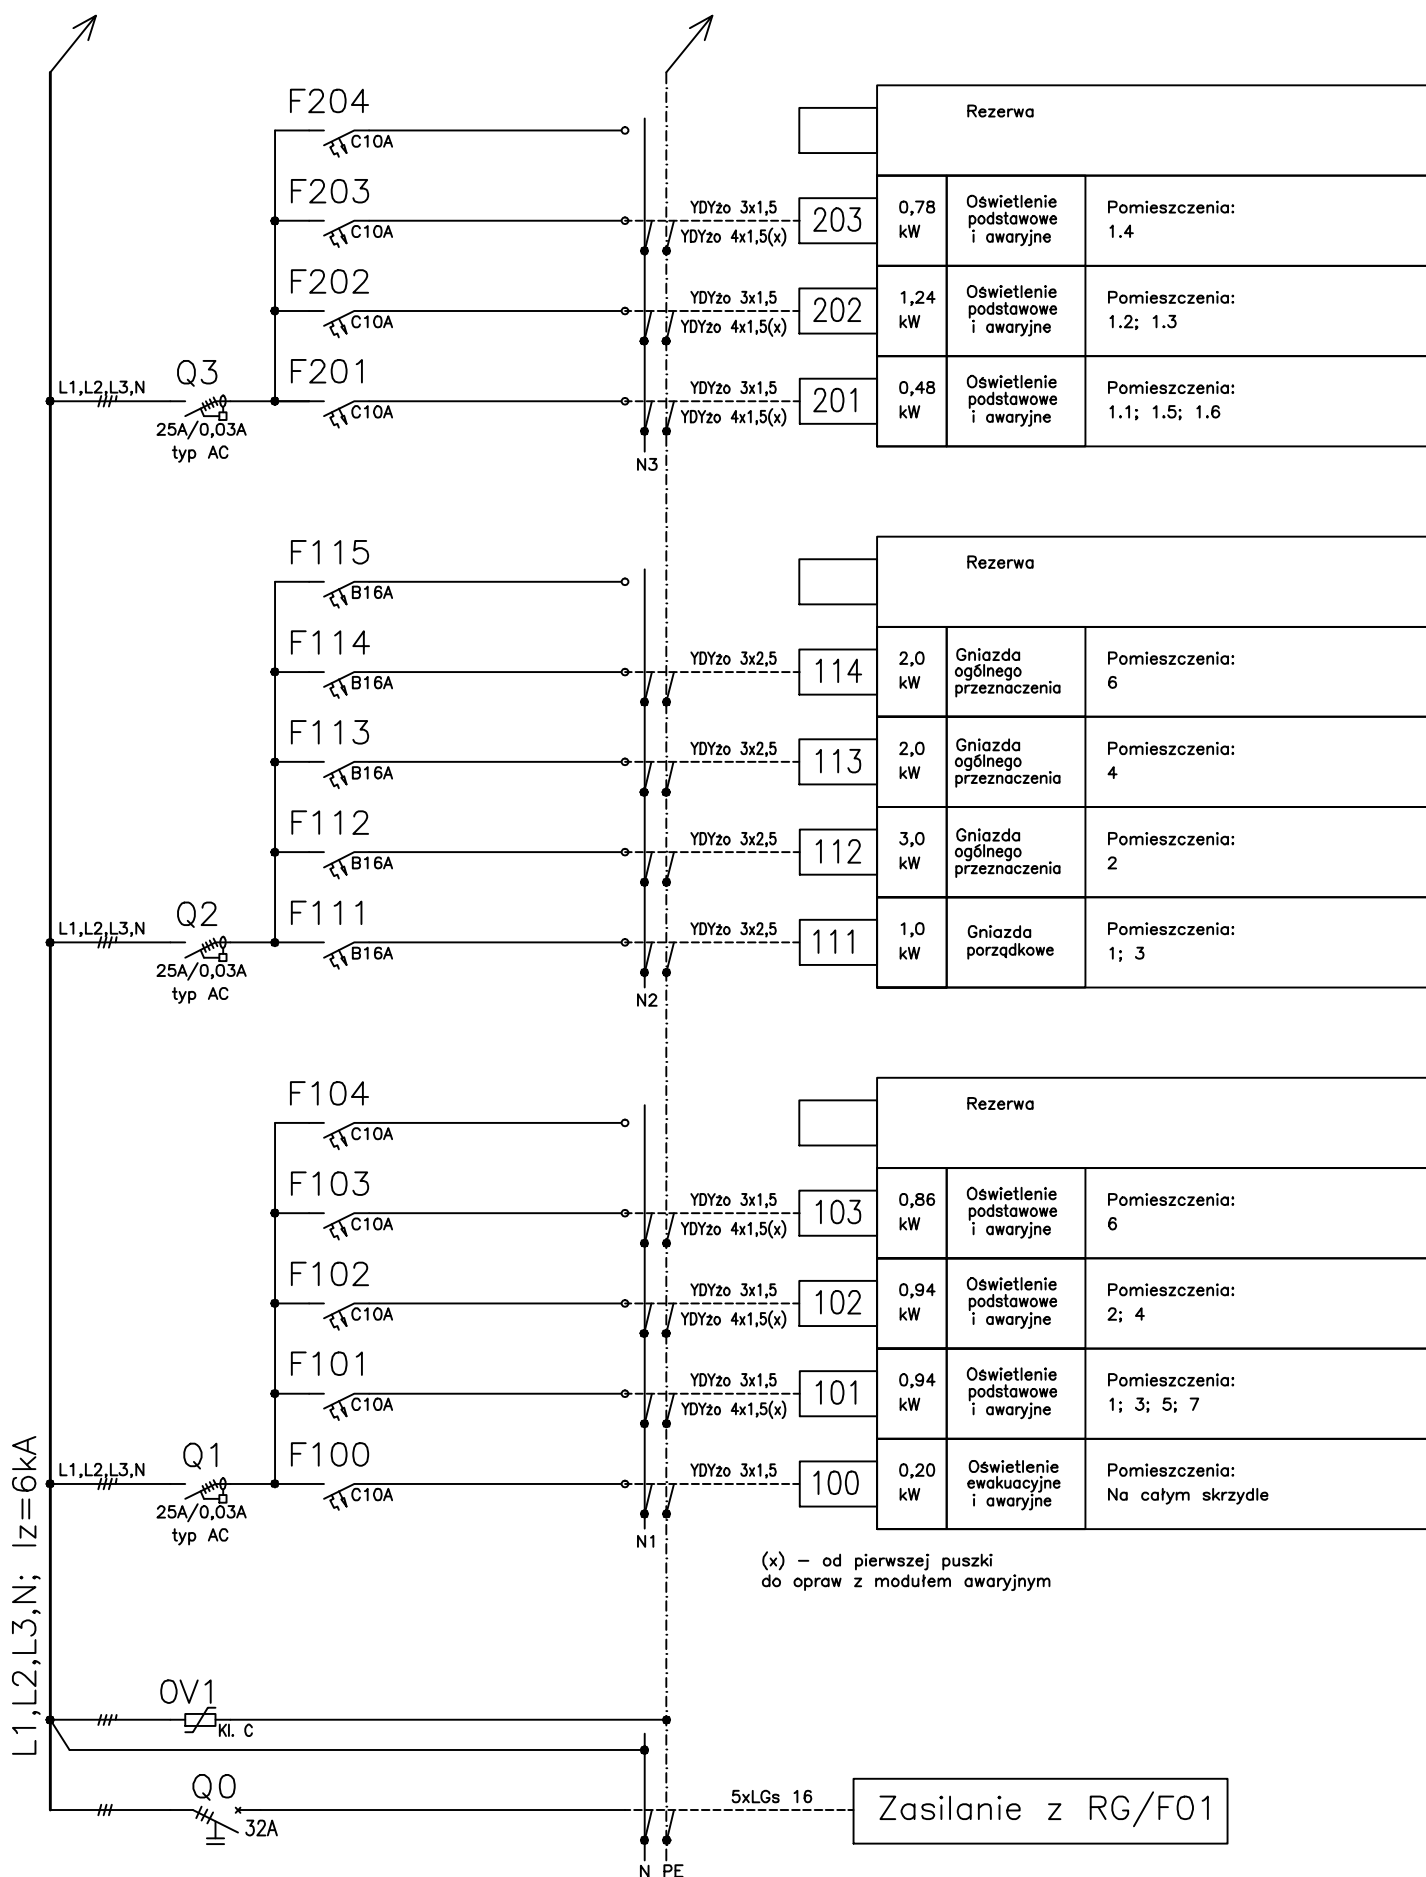 F204
C10A
Rezerwa
F203
C10A
YDYżo 3x1,5
YDYżo 4x1,5(x)
203
0,78
kW
Oświetlenie
podstawowe
i awaryjne
Pomieszczenia:
1.4
F202
C10A
YDYżo 3x1,5
YDYżo 4x1,5(x)
202
1,24
kW
Oświetlenie
podstawowe
i awaryjne
Pomieszczenia:
1.2; 1.3
L1,L2,L3,N
Q3
25A/0,03A
typ AC
F201
C10A
YDYżo 3x1,5
YDYżo 4x1,5(x)
201
0,48
kW
Oświetlenie
podstawowe
i awaryjne
Pomieszczenia:
1.1; 1.5; 1.6
N3
F115
B16A
Rezerwa
F114
B16A
YDYżo 3x2,5
114
2,0
kW
Gniazda
ogólnego
przeznaczenia
Pomieszczenia:
6
F113
B16A
YDYżo 3x2,5
113
2,0
kW
Gniazda
ogólnego
przeznaczenia
Pomieszczenia:
4
F112
B16A
YDYżo 3x2,5
112
3,0
kW
Gniazda
ogólnego
przeznaczenia
Pomieszczenia:
2
L1,L2,L3,N
Q2
25A/0,03A
typ AC
F111
B16A
YDYżo 3x2,5
111
1,0
kW
Gniazda
porządkowe
Pomieszczenia:
1; 3
N2
F104
C10A
Rezerwa
F103
C10A
YDYżo 3x1,5
YDYżo 4x1,5(x)
103
0,86
kW
Oświetlenie
podstawowe
i awaryjne
Pomieszczenia:
6
F102
C10A
YDYżo 3x1,5
YDYżo 4x1,5(x)
102
0,94
kW
Oświetlenie
podstawowe
i awaryjne
Pomieszczenia:
2; 4
F101
C10A
YDYżo 3x1,5
YDYżo 4x1,5(x)
101
0,94
kW
Oświetlenie
podstawowe
i awaryjne
Pomieszczenia:
1; 3; 5; 7
L1,L2,L3,N
Q1
25A/0,03A
typ AC
F100
C10A
YDYżo 3x1,5
100
0,20
kW
Oświetlenie
ewakuacyjne
i awaryjne
Pomieszczenia:
Na całym skrzydle
N1
(x) – od pierwszej puszki
do opraw z modułem awaryjnym
L1,L2,L3,N; Iz=6kA
OV1
Kl. C
Q0
32A
5xLGs 16
Zasilanie z RG/F01
N PE